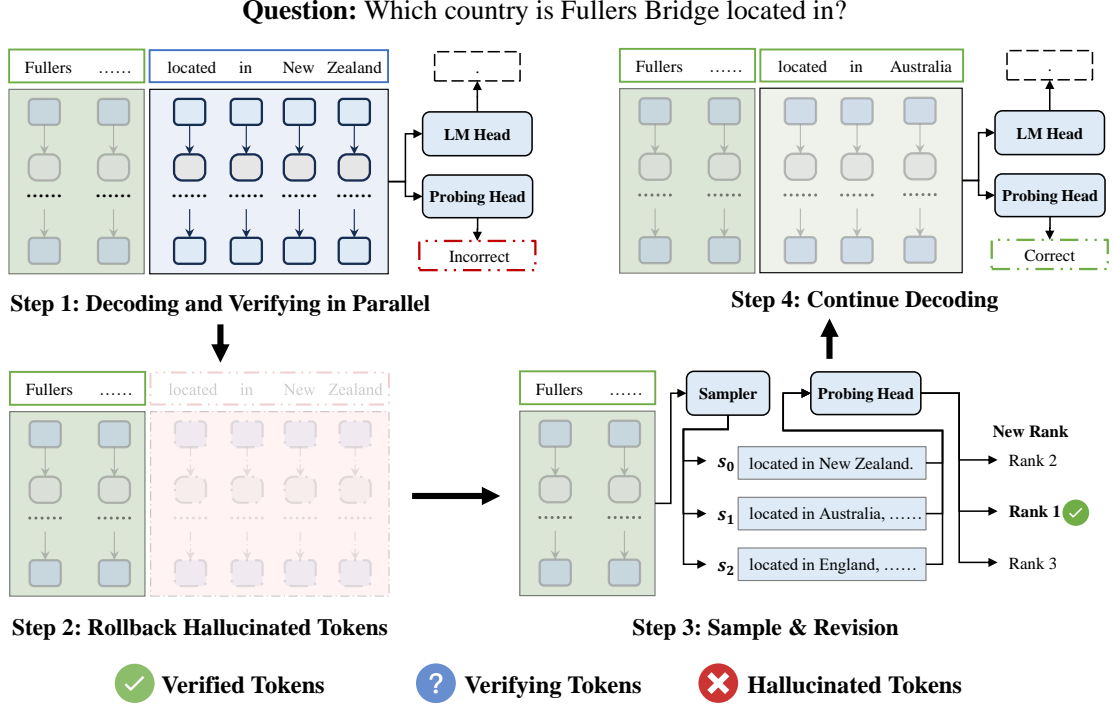 Question: Which country is Fullers Bridge located in?
Fullers ……
located in New Zealand
.
LM Head
Probing Head
Incorrect
Step 1: Decoding and Verifying in Parallel
Fullers ……
located in Australia
.
LM Head
Probing Head
Correct
Step 4: Continue Decoding
Fullers ……
located in New Zealand
Step 2: Rollback Hallucinated Tokens
Fullers ……
Sampler
Probing Head
New Rank
s0 located in New Zealand. Rank 2
s1 located in Australia, …… Rank 1
s2 located in England, …… Rank 3
Step 3: Sample & Revision
Verified Tokens
? Verifying Tokens
Hallucinated Tokens